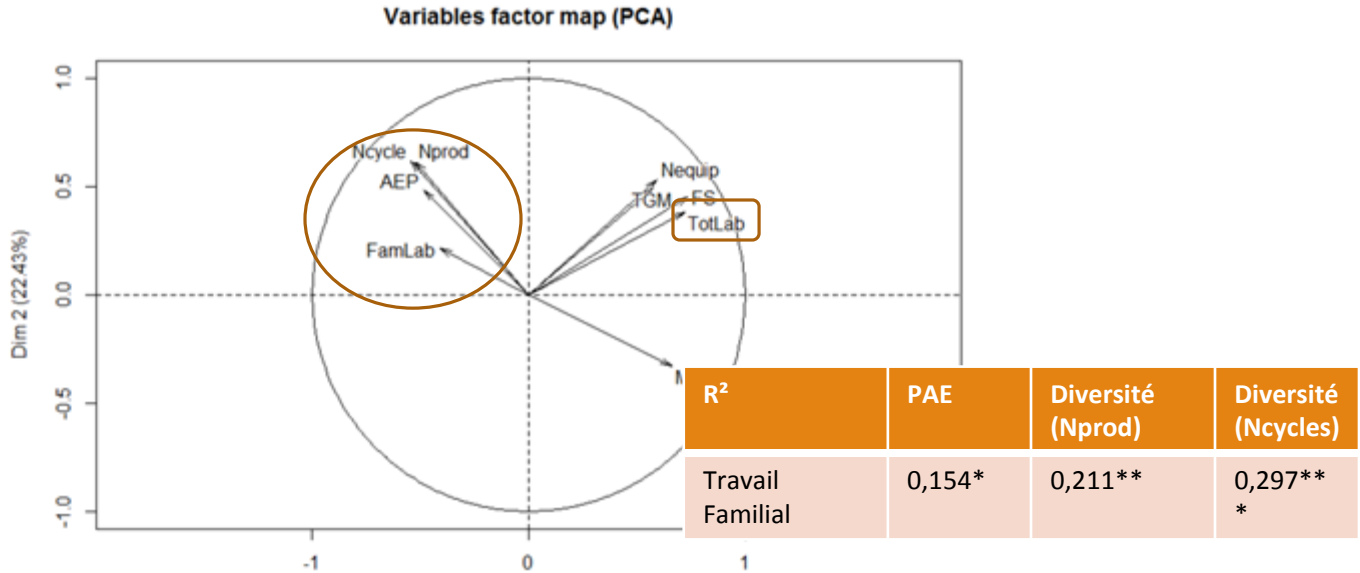 Variables factor map (PCA)
Dim 2 (22.43%)
1.0
0.5
0.0
-0.5
-1.0
Ncycle Nprod
AEP
FamLab
Nequip
TGM FS
TotLab
-1
0
1
R² PAE Diversité (Nprod) Diversité (Ncycles)
Travail Familial 0,154* 0,211** 0,297***